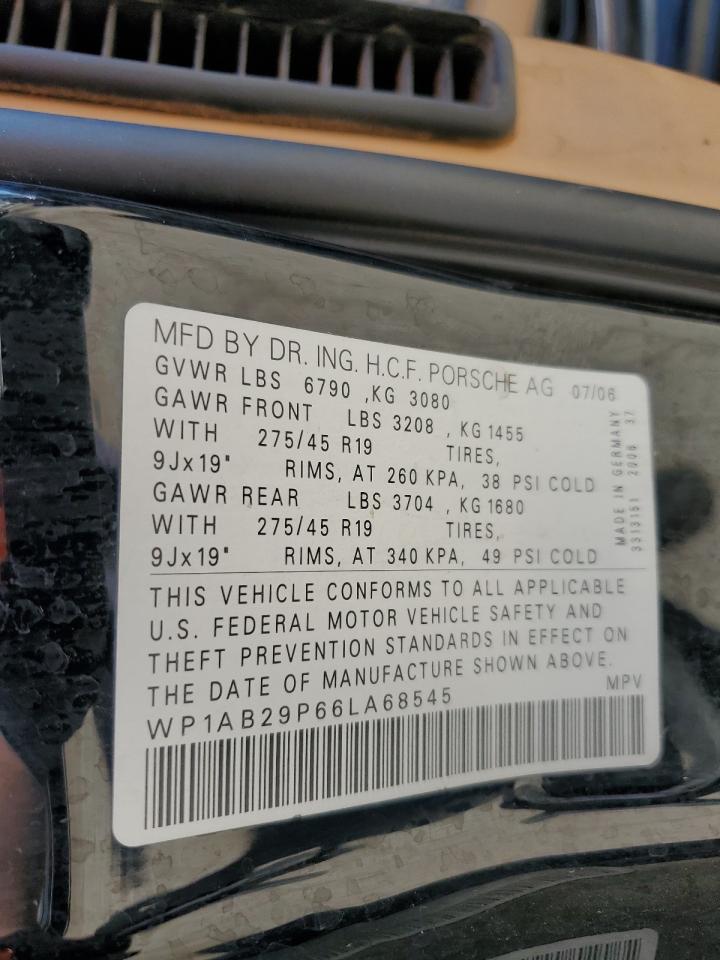 MFD BY DR. ING. H.C.F. PORSCHE AG 07/06
GVWR LBS 6790 ,KG 3080
GAWR FRONT LBS 3208 , KG 1455
WITH 275/45 R19 TIRES,
9Jx19" RIMS, AT 260 KPA, 38 PSI COLD
GAWR REAR LBS 3704 , KG 1680
WITH 275/45 R19 TIRES,
9Jx19" RIMS, AT 340 KPA, 49 PSI COLD
MADE IN GERMANY
3313151 2006 37
THIS VEHICLE CONFORMS TO ALL APPLICABLE
U.S. FEDERAL MOTOR VEHICLE SAFETY AND
THEFT PREVENTION STANDARDS IN EFFECT ON
THE DATE OF MANUFACTURE SHOWN ABOVE.
WP1AB29P66LA68545 MPV